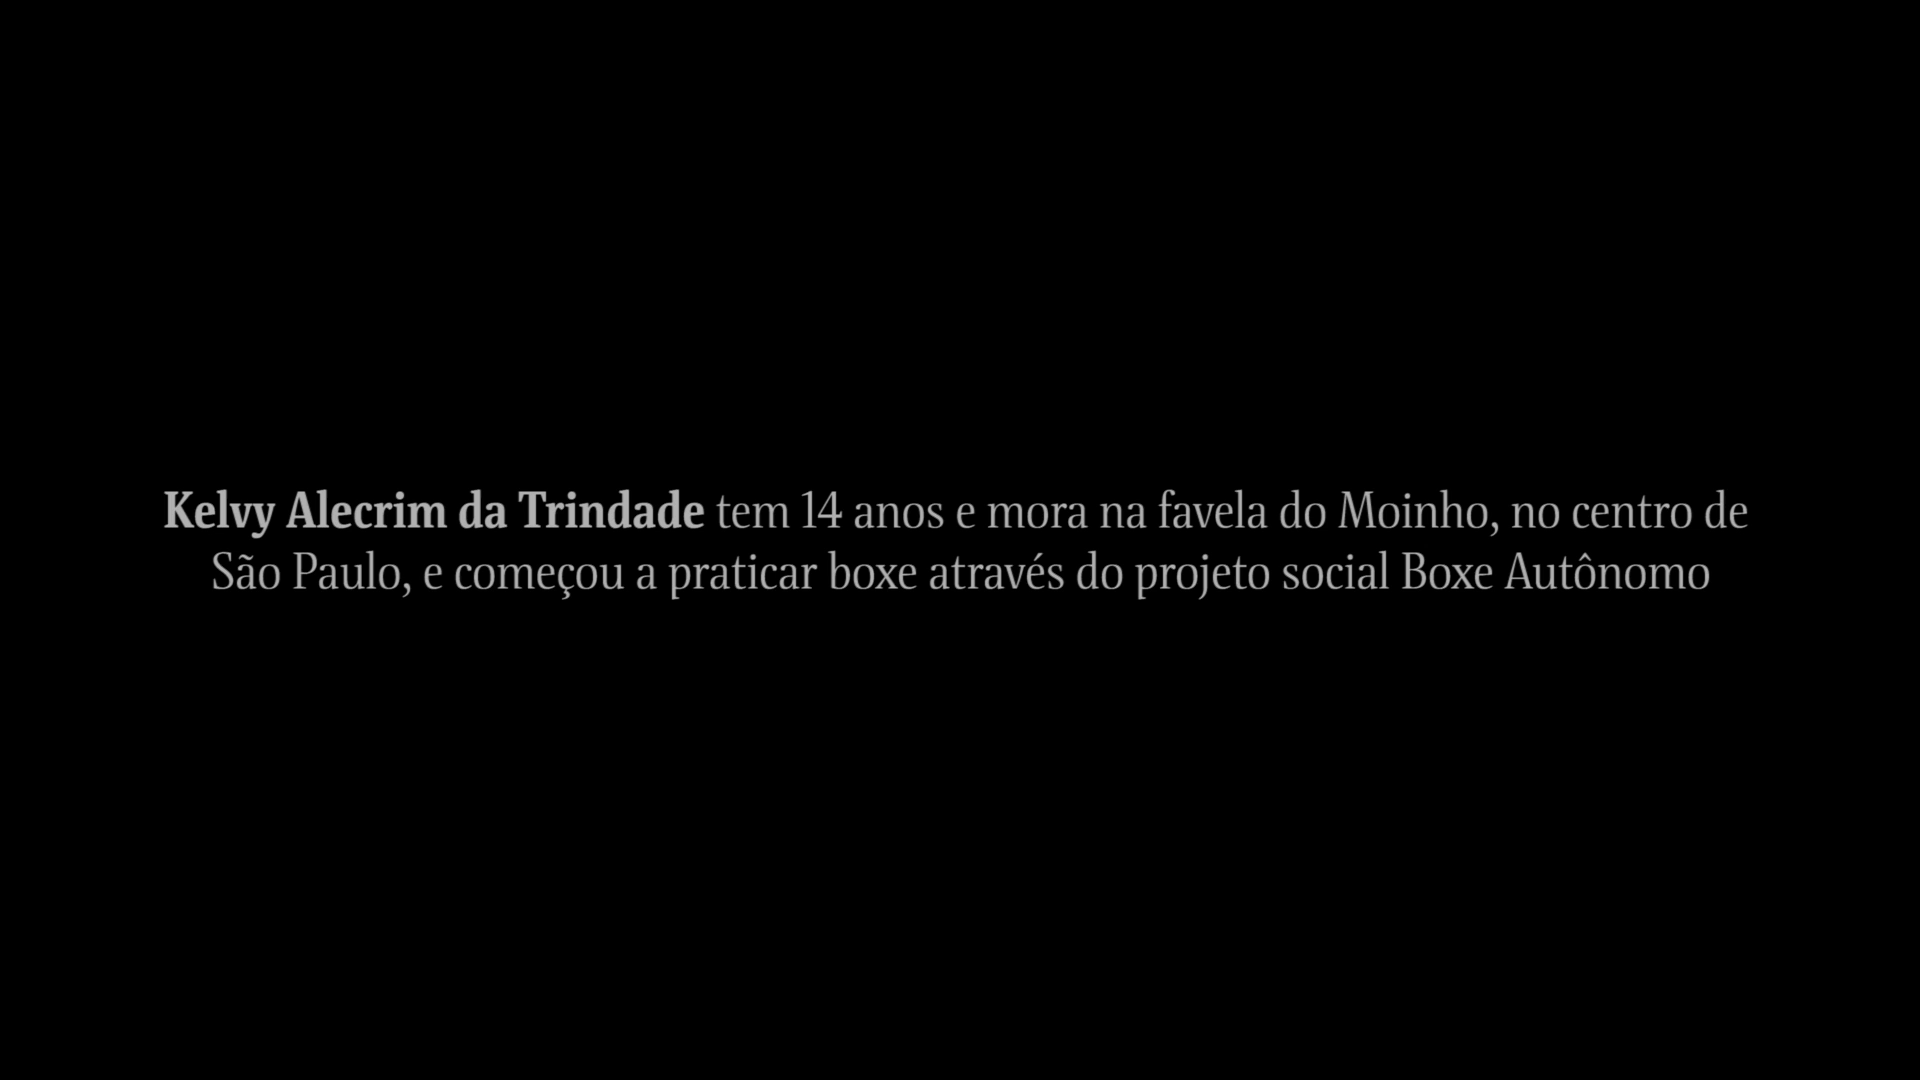 Kelvy Alecrim da Trindade tem 14 anos e mora na favela do Moinho, no centro de
São Paulo, e começou a praticar boxe através do projeto social Boxe Autônomo